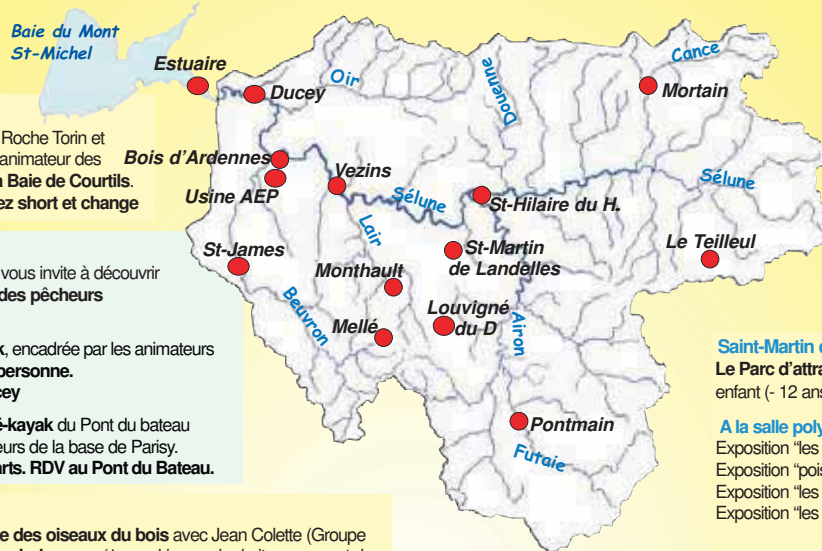 Baie du Mont
St-Michel
Estuaire
Ducey
Oir
Douenne
Cance
Mortain
Roche Torin et
animateur des
a Baie de Courtils.
ez short et change
Bois d'Ardennes
Usine AEP
Vezins
Sélune
St-Hilaire du H.
Sélune
Le Teilleul
St-James
Lair
Monthault
St-Martin
de Landelles
Beuvron
Mellé
Louvigné
du D
Airon
Pontmain
Futaie
vous invite à découvrir
des pêcheurs
k, encadrée par les animateurs
personne.
cey
é-kayak du Pont du bateau
eurs de la base de Parisy.
arts. RDV au Pont du Bateau.
e des oiseaux du bois avec Jean Colette (Groupe
Saint-Martin d
Le Parc d'attra
enfant (- 12 ans
A la salle poly
Exposition "les
Exposition "pois
Exposition "les
Exposition "les